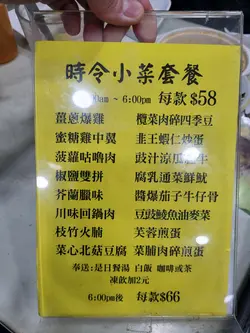 時令小菜套餐
am ~ 6:00pm 每款 $58
薑蔥爆雞 欖菜肉碎四季豆
蜜糖雞中翼 韭王蝦仁炒蛋
菠蘿咕嚕肉 豉汁涼瓜牛
椒鹽雙拼 腐乳通菜鮮魷
芥蘭臘味 醬爆茄子牛仔骨
川味回鍋肉 豆豉鯪魚油麥菜
枝竹火腩 芙蓉煎蛋
菜心北菇豆腐 菜脯肉碎煎蛋
奉送:是日餐湯 白飯 咖啡或茶
凍飲加2元
6:00pm後 每款$66